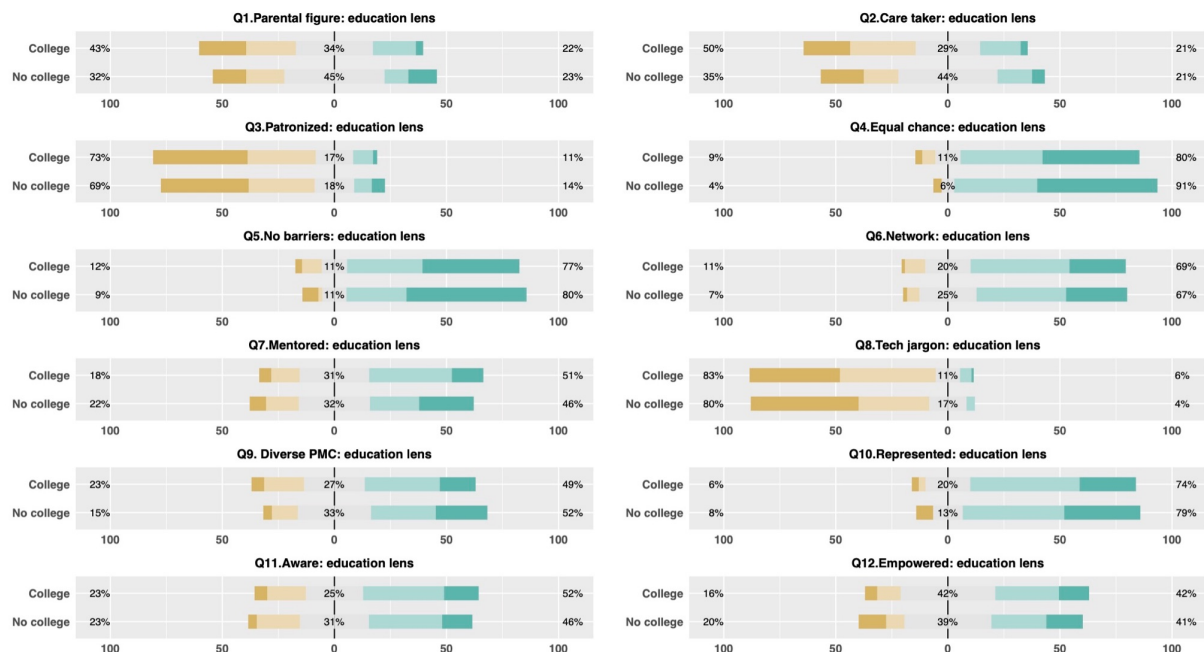 Q1.Parental figure: education lens
College 43% 34% 22%
No college 32% 45% 23%
100 50 0 50 100
Q2.Care taker: education lens
College 50% 29% 21%
No college 35% 44% 21%
100 50 0 50 100
Q3.Patronized: education lens
College 73% 17% 11%
No college 69% 18% 14%
100 50 0 50 100
Q4.Equal chance: education lens
College 9% 11% 80%
No college 4% 6% 91%
100 50 0 50 100
Q5.No barriers: education lens
College 12% 11% 77%
No college 9% 11% 80%
100 50 0 50 100
Q6.Network: education lens
College 11% 20% 69%
No college 7% 25% 67%
100 50 0 50 100
Q7.Mentored: education lens
College 18% 31% 51%
No college 22% 32% 46%
100 50 0 50 100
Q8.Tech jargon: education lens
College 83% 11% 6%
No college 80% 17% 4%
100 50 0 50 100
Q9. Diverse PMC: education lens
College 23% 27% 49%
No college 15% 33% 52%
100 50 0 50 100
Q10.Represented: education lens
College 6% 20% 74%
No college 8% 13% 79%
100 50 0 50 100
Q11.Aware: education lens
College 23% 25% 52%
No college 23% 31% 46%
100 50 0 50 100
Q12.Empowered: education lens
College 16% 42% 42%
No college 20% 39% 41%
100 50 0 50 100